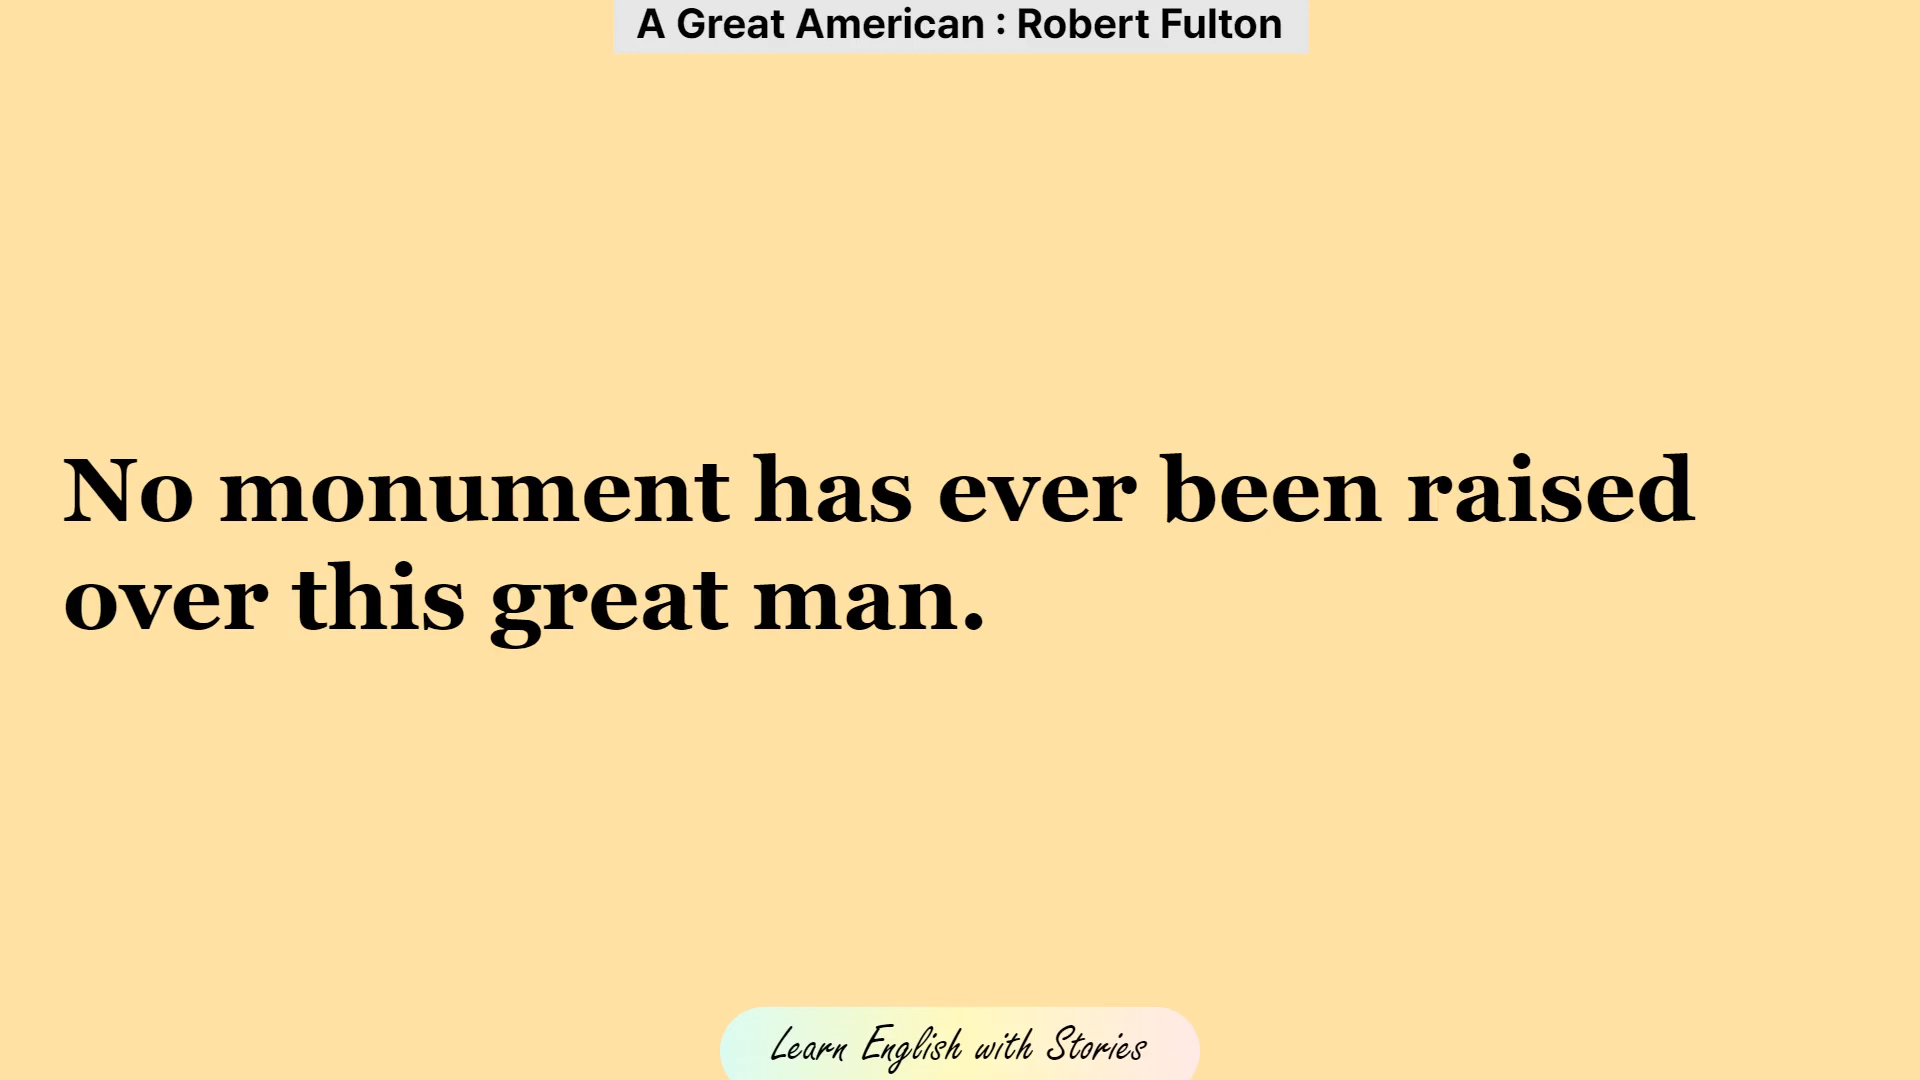 A Great American : Robert Fulton
No monument has ever been raised
over this great man.
Learn English with Stories